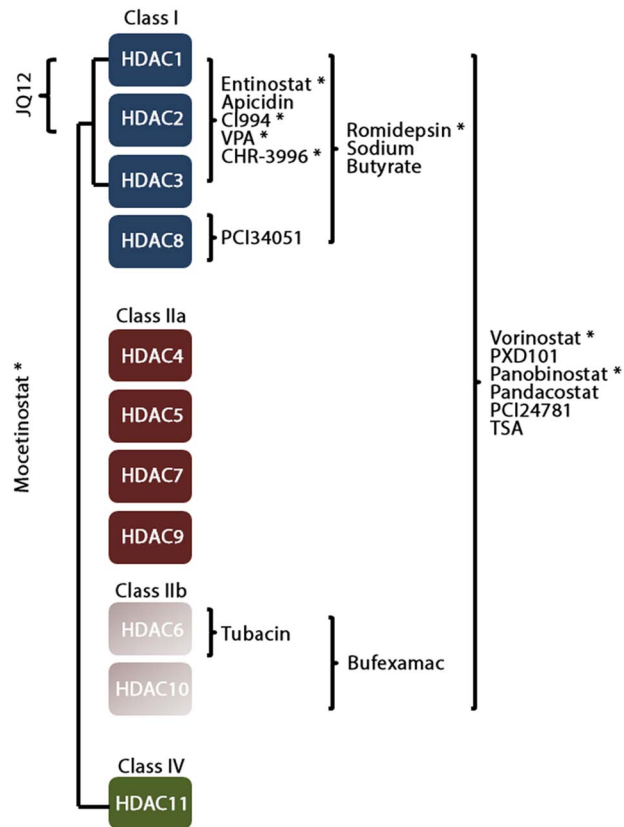 Class I
HDAC1
HDAC2
HDAC3
HDAC8
JQ12
Entinostat *
Apicidin
CI994 *
VPA *
CHR-3996 *
PCI34051
Romidepsin *
Sodium
Butyrate
Class IIa
HDAC4
HDAC5
HDAC7
HDAC9
Mocetinostat *
Vorinostat *
PXD101
Panobinostat *
Pandacostat
PCI24781
TSA
Class IIb
HDAC6
HDAC10
Tubacin
Bufexamac
Class IV
HDAC11